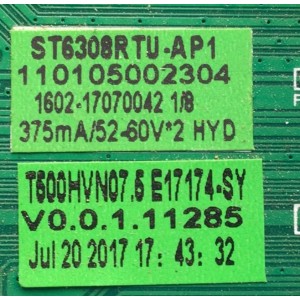 ST6308RTU-AP1
110105002304
1602-17070042 1/8
375mA/52-60V*2 HYD
T600HVN07.5 E17174-SY
V0.0.1.11285
Jul 20 2017 17: 43: 32